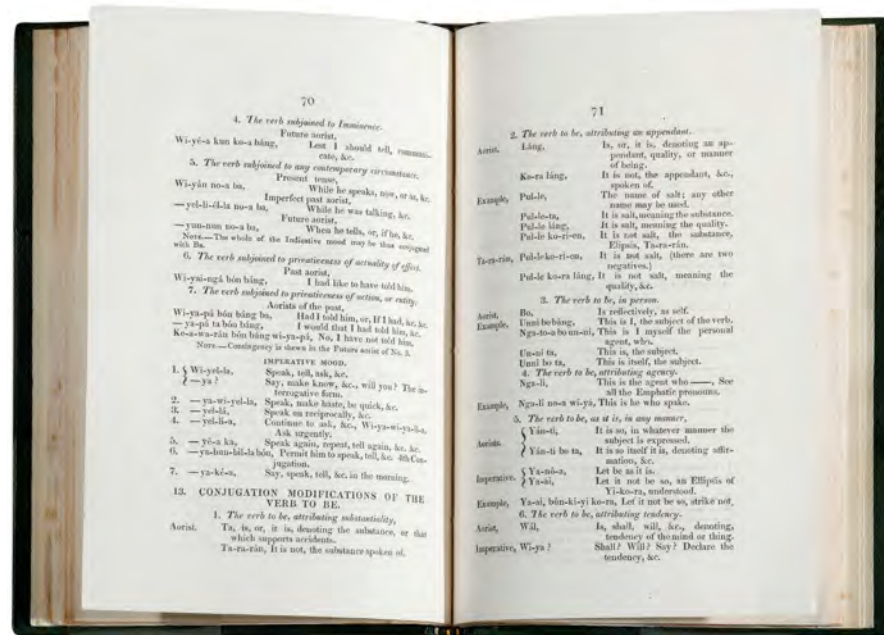 70
4. The verb subjoined to Imminence.
Future aorist,
Wi-yé-a kun ko-a báng, Lest I should tell, communi-
cate, &c.
5. The verb subjoined to any contemporary circumstance.
Present tense,
Wi-yán no-a ba, While he speaks, now, or as, &c.
Imperfect past aorist,
—yel-li-él-la no-a ba, While he was talking, &c.
Future aorist,
—yun-nun no-a ba, When he tells, or, if he, &c.
NOTE.—The whole of the Indicative mood may be thus conjugated
with Ba.
6. The verb subjoined to privativeness of actuality of effect.
Past aorist,
Wi-yai-ngá bón báng, I had like to have told him.
7. The verb subjoined to privativeness of action, or entity.
Aorists of the past,
Wi-ya-pá bón báng ba, Had I told him, or, If I had, &c. &c.
— ya-pá ta bón báng, I would that I had told him, &c.
Ke-a-wa-rán bón báng wi-ya-pá, No, I have not told him.
NOTE.—Contingency is shewn in the Future aorist of No. 5.
IMPERATIVE MOOD.
1. { Wi-yel-la, Speak, tell, ask, &c.
—ya ? Say, make know, &c., will you? The in-
terrogative form.
2. —ya-wi-yel-la, Speak, make haste, be quick, &c.
3. —yel-lá, Speak on reciprocally, &c.
4. —yel-li-a, Continue to ask, &c.,
Ask urgently.
5. —yé-a ka, Speak again, repeat, tell again, &c. &c.
6. —ya-bun-bil-la bón, Permit him to speak, tell, &c. 4th Con-
jugation.
7. —ya-ké-a, Say, speak, tell, &c. in the morning.
13. CONJUGATION MODIFICATIONS OF THE
VERB TO BE.
1. The verb to be, attributing substantiality,
Aorist. Ta, is, or, it is, denoting the substance, or that
which supports accidents.
Ta-ra-rán, It is not, the substance spoken of.
71
2. The verb to be, attributing an appendant.
Aorist. Láng, Is, or, it is, denoting an ap-
pendant, quality, or manner
of being.
Ko-ra láng, It is not, the appendant, &c.,
spoken of.
Example, Pul-le, The name of salt; any other
name may be used.
Pul-le-ta, It is salt, meaning the substance.
Pul-le láng, It is salt, meaning the quality.
Pul-le ko-ri-en, It is not salt, the substance,
Elipsis, Ta-ra-rán.
Ta-ra-rán, Pul-le ko-ri-en, It is not salt, (there are two
negatives.)
Pul-le ko-ra láng, It is not salt, meaning the
quality, &c.
3. The verb to be, in person.
Aorist, Bo, Is reflectively, as self.
Example, Unni bo báng, This is I, the subject of the verb.
Nga-to-a bo un-ni, This is I myself the personal
agent, who.
Un-ni ta, This is, the subject.
Unni bo ta, This is itself, the subject.
4. The verb to be, attributing agency.
Nga-li, This is the agent who ——, See
all the Emphatic pronouns.
Example, Nga-li no-a wi-yá, This is he who spake.
5. The verb to be, as it is, in any manner,
Aorists. { Yán-ti, It is so, in whatever manner the
subject is expressed.
Yán-ti bo ta, It is so itself it is, denoting affir-
mation, &c.
Imperative. { Ya-nó-a, Let be as it is.
Ya-ai, Let it not be so, an Ellipsis of
Yi-ko-ra, understood.
Example, Ya-ai, bún-ki-yi ko-ra, Let it not be so, strike not.
6. The verb to be, attributing tendency.
Aorist, Wil, Is, shall, will, &c., denoting,
tendency of the mind or thing.
Imperative, Wi-ya ? Shall? Will? Say? Declare the
tendency, &c.